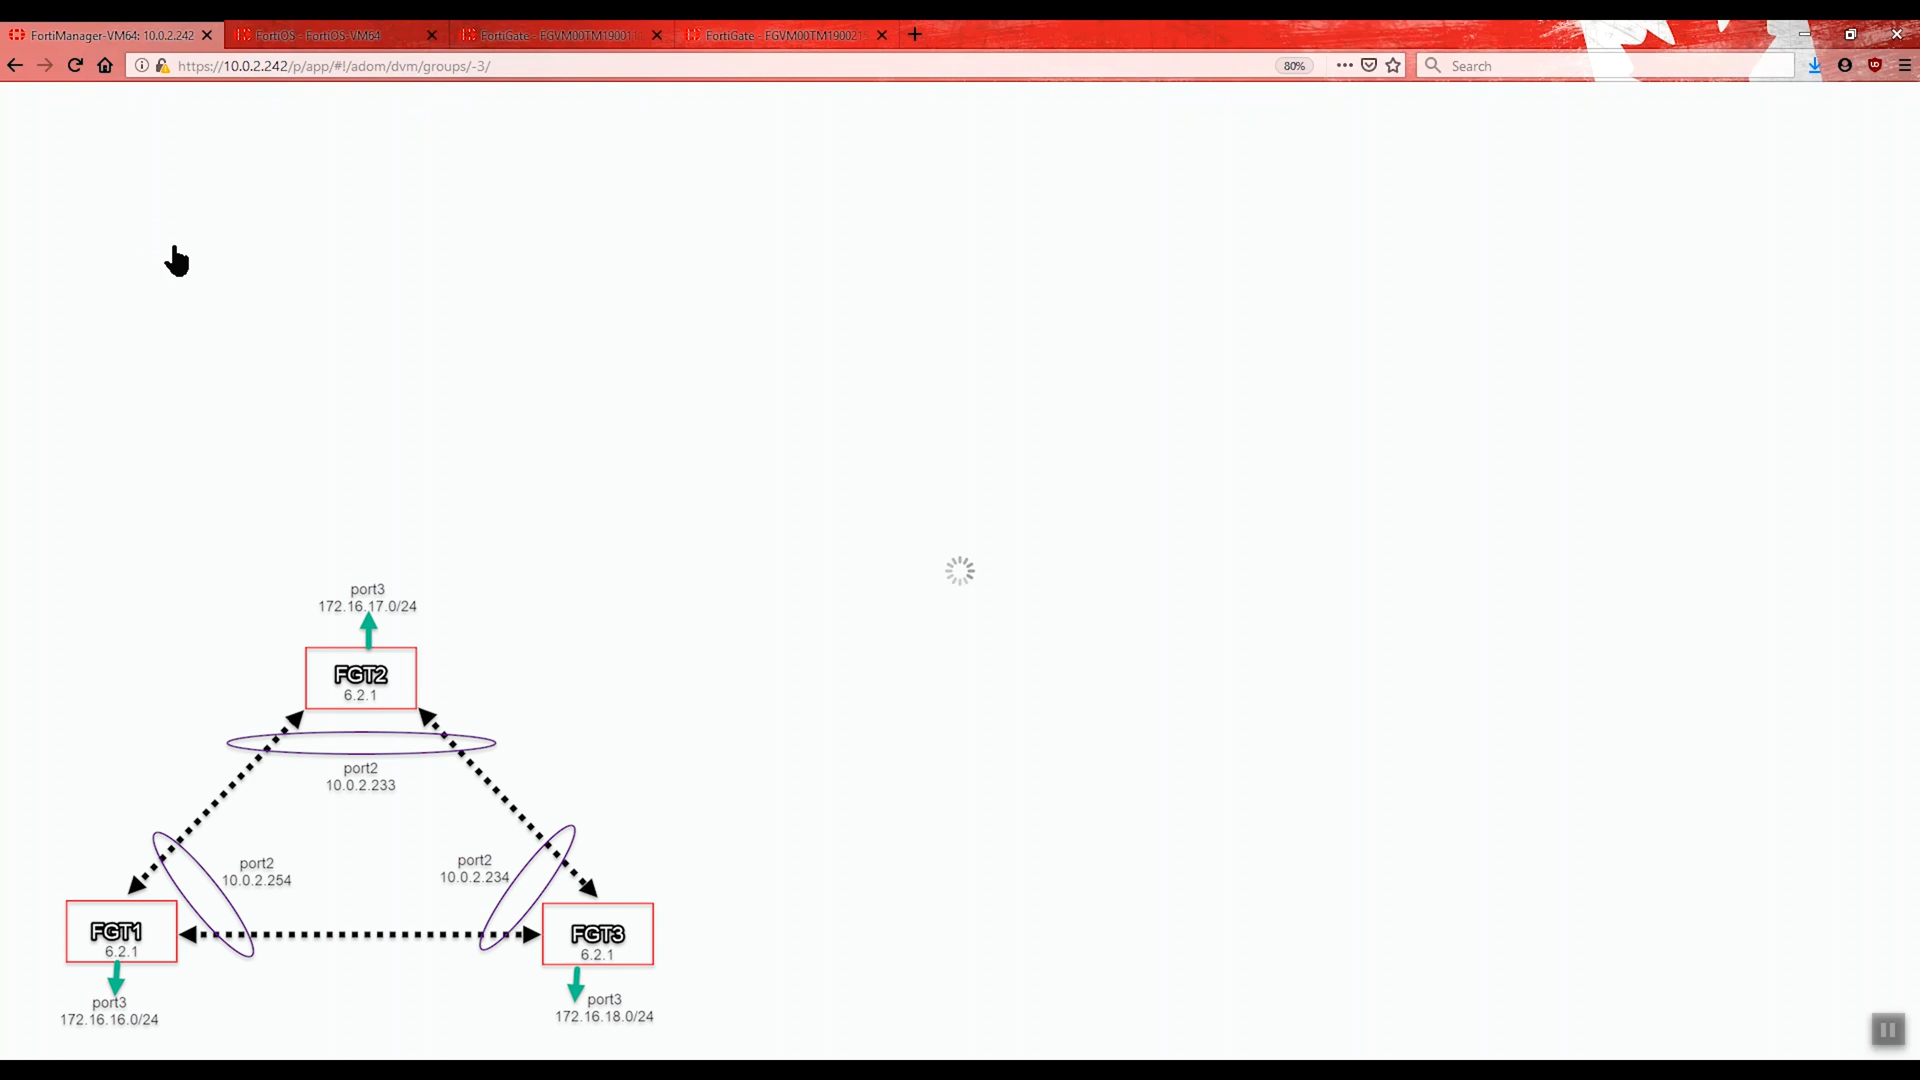 FortiManager-VM64: 10.0.2.242
FortiOS - FortiOS-VM64
FortiGate - FGVM00TM19001
FortiGate - FGVM00TM190021
https://10.0.2.242/p/app/#!/adom/dvm/groups/-3/
80%
Search
port3
172.16.17.0/24
FGT2
6.2.1
port2
10.0.2.233
port2
10.0.2.254
port2
10.0.2.234
FGT1
6.2.1
FGT3
6.2.1
port3
172.16.16.0/24
port3
172.16.18.0/24